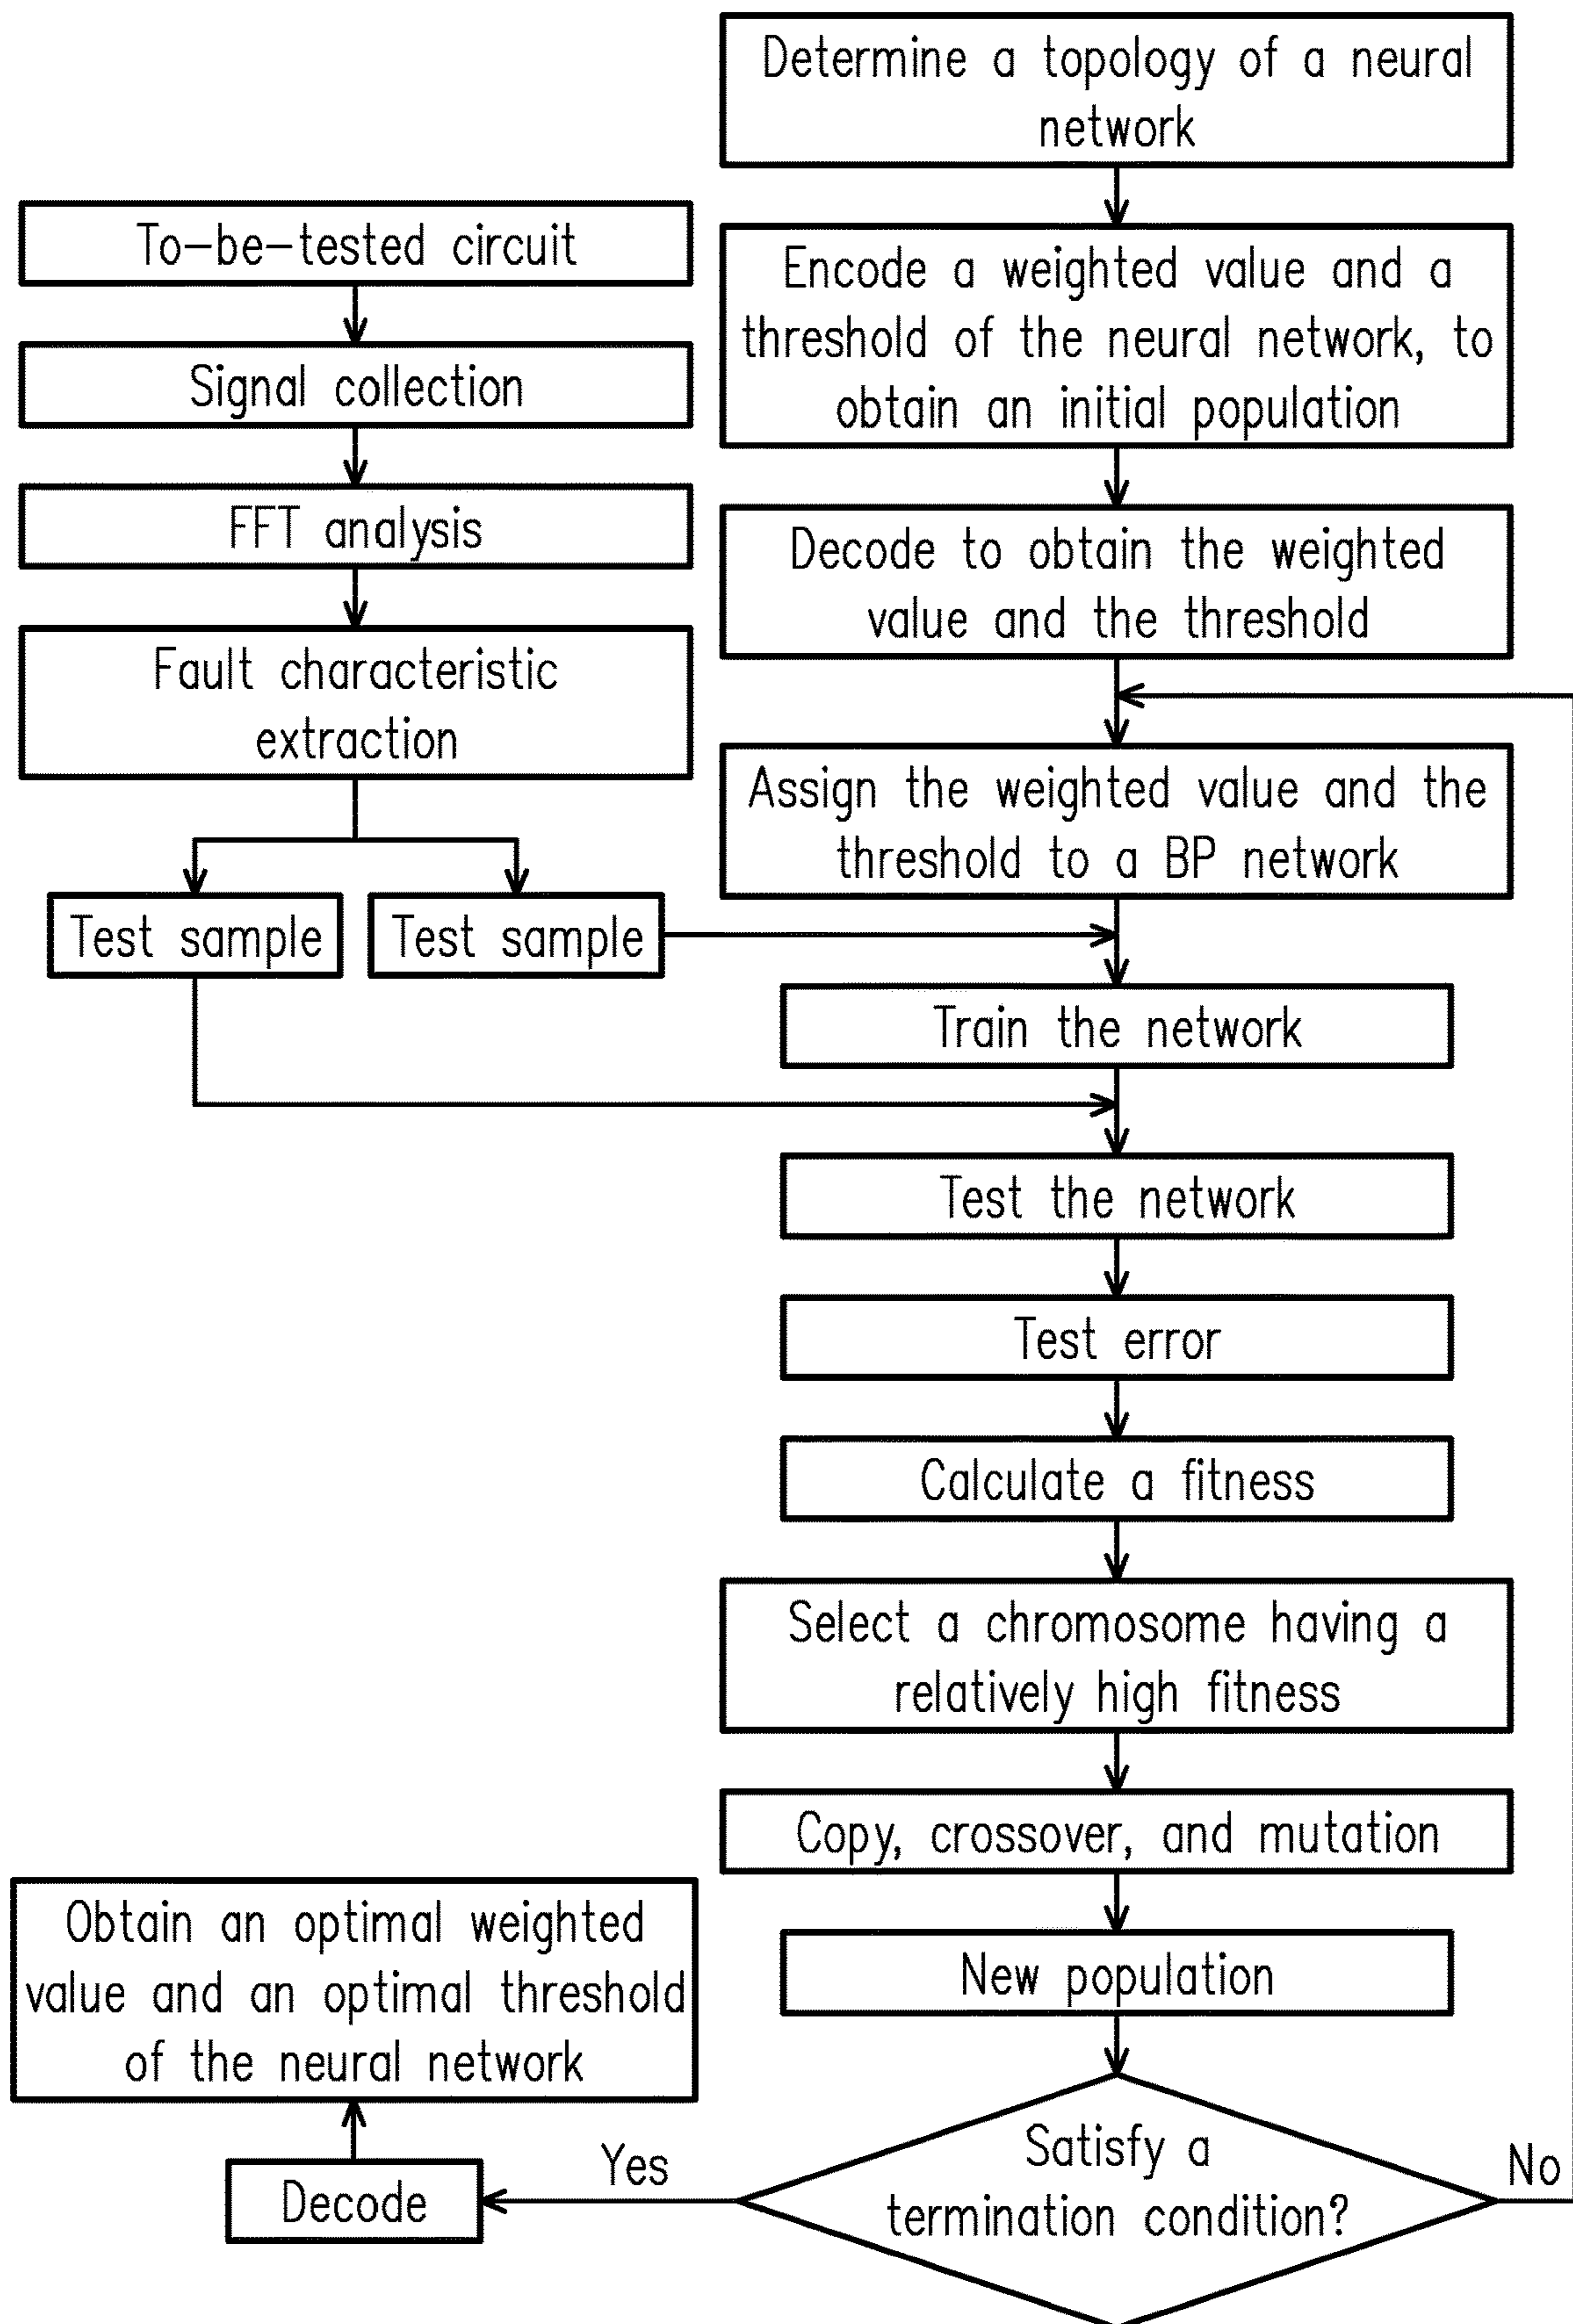 Determine a topology of a neural
network
To-be-tested circuit
Signal collection
FFT analysis
Fault characteristic
extraction
Test sample
Test sample
Encode a weighted value and a
threshold of the neural network, to
obtain an initial population
Decode to obtain the weighted
value and the threshold
Assign the weighted value and the
threshold to a BP network
Train the network
Test the network
Test error
Calculate a fitness
Select a chromosome having a
relatively high fitness
Copy, crossover, and mutation
New population
Satisfy a
termination condition?
No
Yes
Decode
Obtain an optimal weighted
value and an optimal threshold
of the neural network